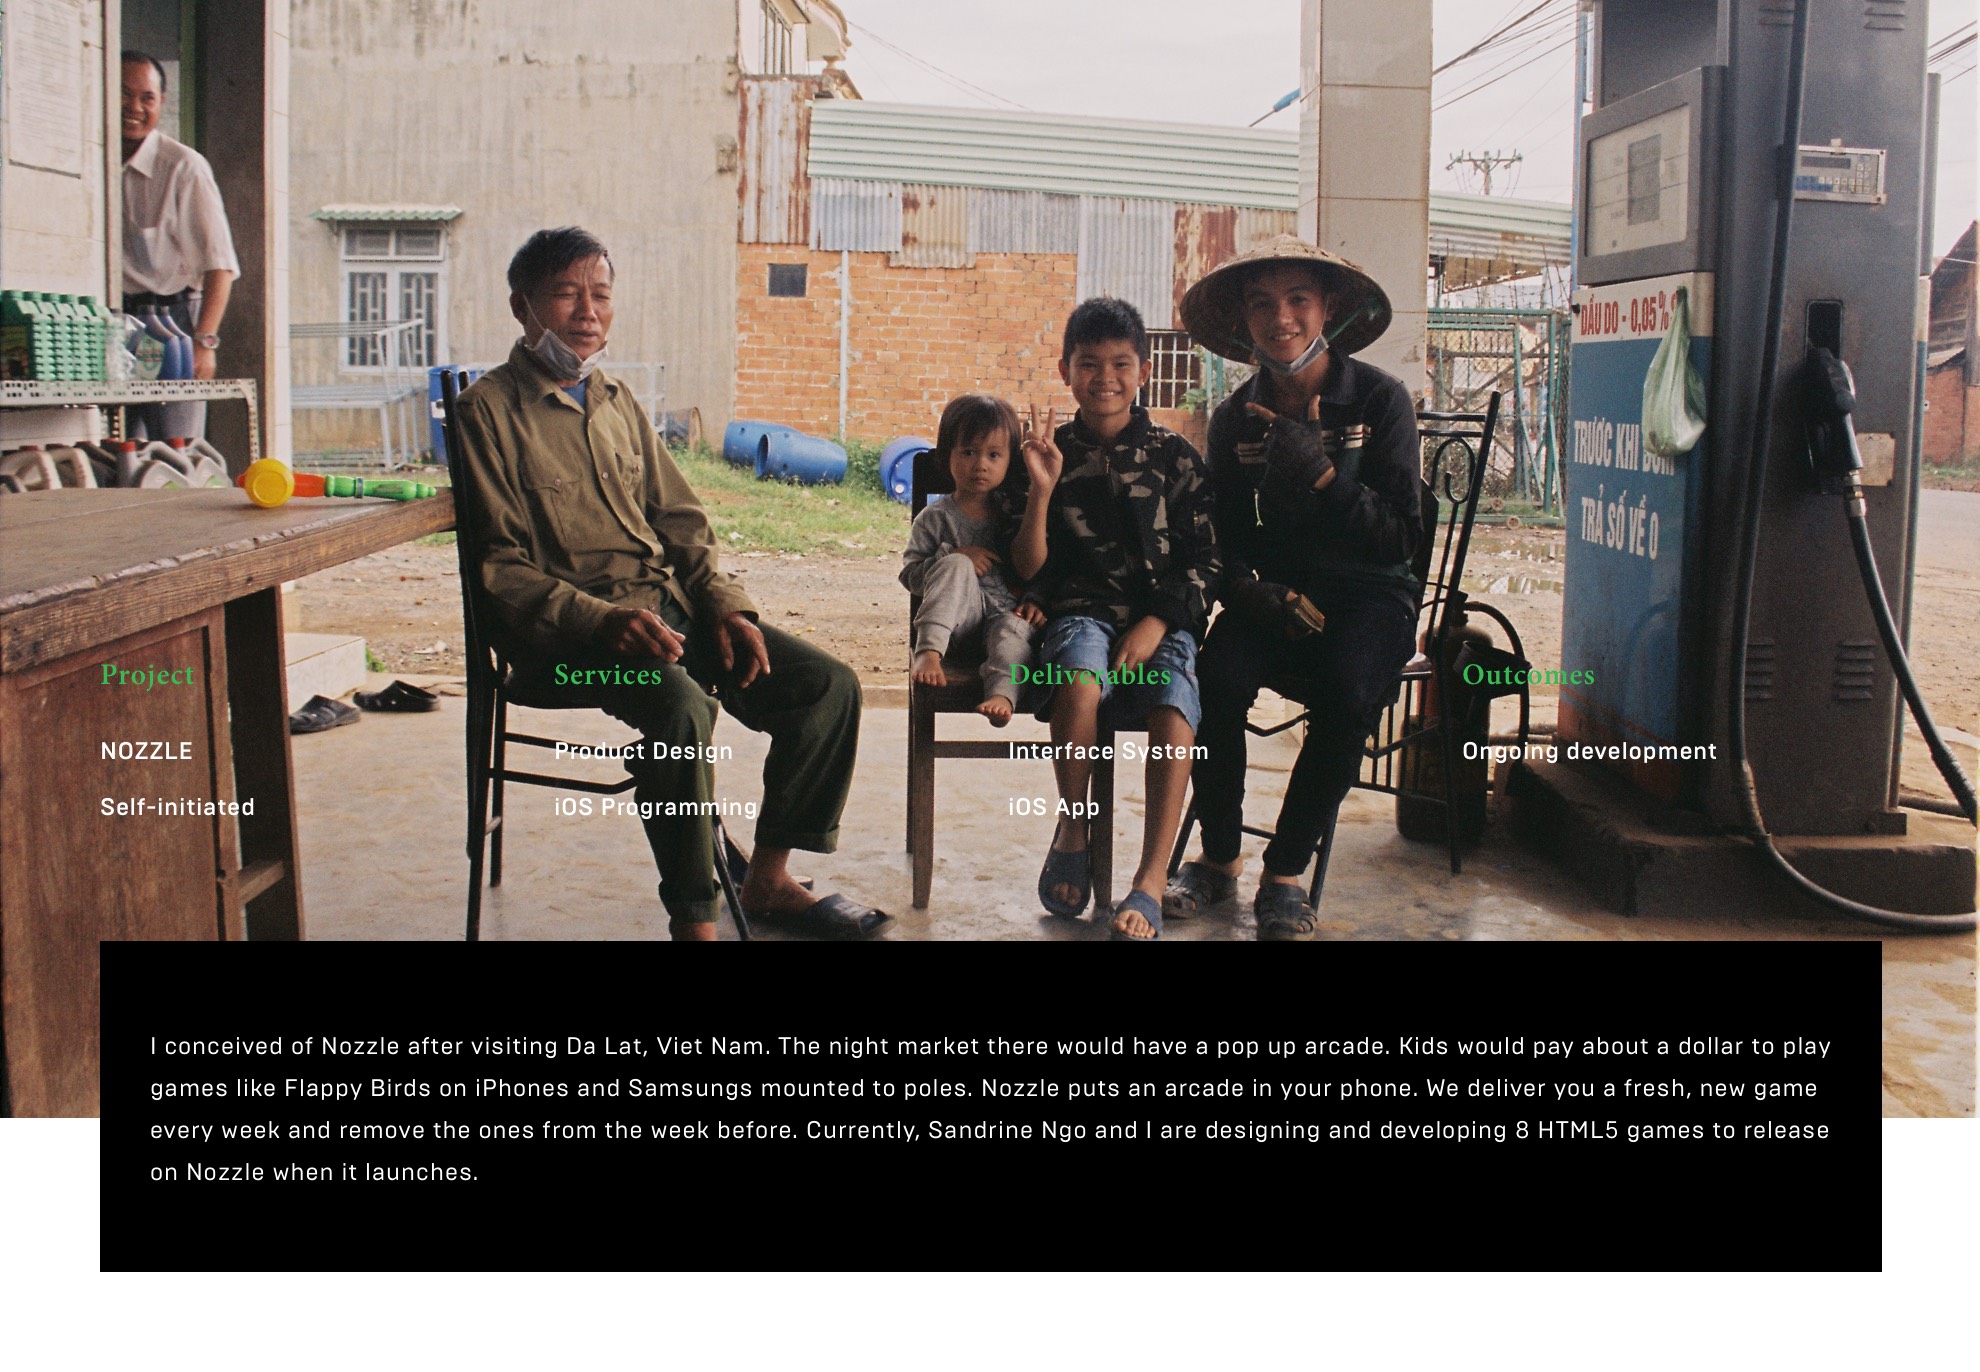 DẦU DO - 0,05% S
TRƯỚC KHI BƠM
TRẢ SỐ VỀ 0
Project
Services
Deliverables
Outcomes
NOZZLE
Product Design
Interface System
Ongoing development
Self-initiated
iOS Programming
iOS App
I conceived of Nozzle after visiting Da Lat, Viet Nam. The night market there would have a pop up arcade. Kids would pay about a dollar to play
games like Flappy Birds on iPhones and Samsungs mounted to poles. Nozzle puts an arcade in your phone. We deliver you a fresh, new game
every week and remove the ones from the week before. Currently, Sandrine Ngo and I are designing and developing 8 HTML5 games to release
on Nozzle when it launches.